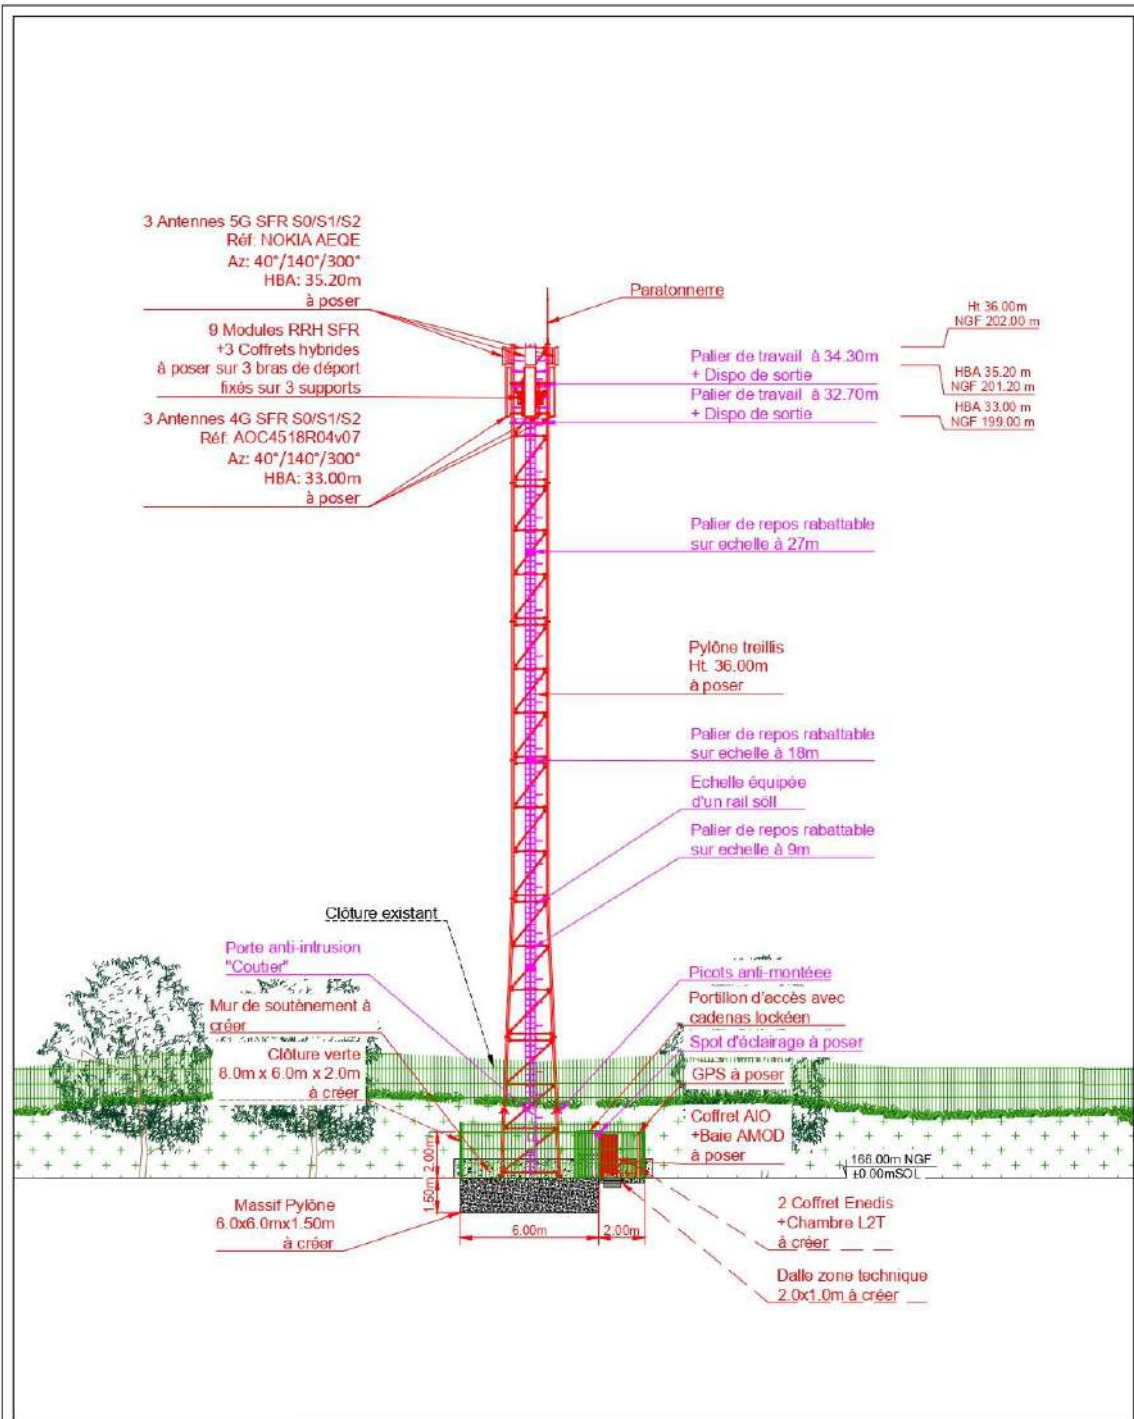 3 Antennes 5G SFR S0/S1/S2
Réf: NOKIA AEQE
Az: 40°/140°/300°
HBA: 35.20m
à poser
9 Modules RRH SFR
+3 Coffrets hybrides
à poser sur 3 bras de déport
fixés sur 3 supports
3 Antennes 4G SFR S0/S1/S2
Réf: AOC4518R04v07
Az: 40°/140°/300°
HBA: 33.00m
à poser
Paratonnerre
Ht 36.00m
NGF 202.00 m
Palier de travail à 34.30m
+ Dispo de sortie
Palier de travail à 32.70m
+ Dispo de sortie
HBA 35.20 m
NGF 201.20 m
HBA 33.00 m
NGF 199.00 m
Palier de repos rabattable
sur echelle à 27m
Pylône treillis
Ht. 36.00m
à poser
Palier de repos rabattable
sur echelle à 18m
Echelle équipée
d'un rail söll
Palier de repos rabattable
sur echelle à 9m
Clôture existant
Porte anti-intrusion
"Coutier"
Mur de soutènement à
créer
Clôture verte
8.0m x 6.0m x 2.0m
à créer
Picots anti-montéee
Portillon d'accès avec
cadenas lockéen
Spot d'éclairage à poser
GPS à poser
Coffret AIO
+Baie AMOD
à poser
166.00m NGF
±0.00mSOL
2.00m
1.50m
Massif Pylône
6.0x6.0mx1.50m
à créer
6.00m
2.00m
2 Coffret Enedis
+Chambre L2T
à créer
Dalle zone technique
2.0x1.0m à créer